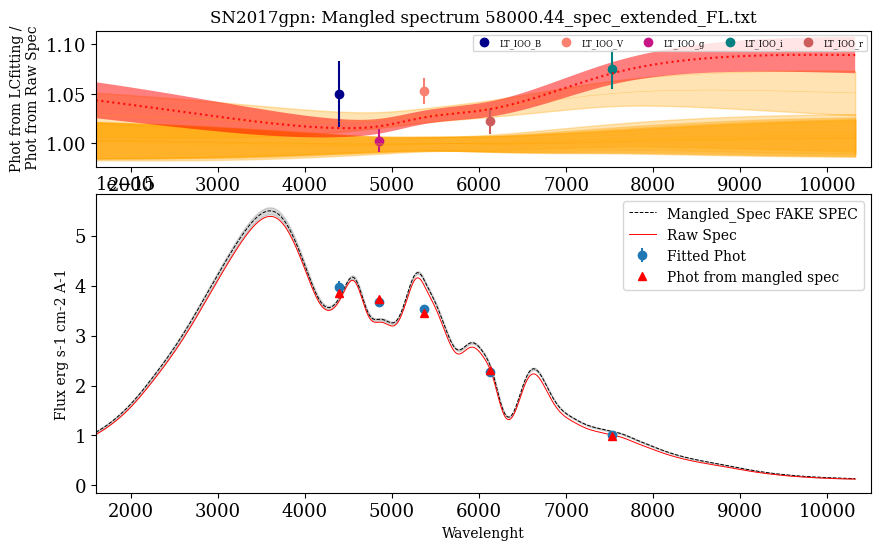 SN2017gpn: Mangled spectrum 58000.44_spec_extended_FL.txt
Phot from LCfitting /
Phot from Raw Spec
1.10
1.05
1.00
LT_IOO_B LT_IOO_V LT_IOO_g LT_IOO_i LT_IOO_r
2000 3000 4000 5000 6000 7000 8000 9000 10000
1e−15
Flux erg s-1 cm-2 A-1
5
4
3
2
1
0
Mangled_Spec FAKE SPEC
Raw Spec
Fitted Phot
Phot from mangled spec
2000 3000 4000 5000 6000 7000 8000 9000 10000
Wavelenght